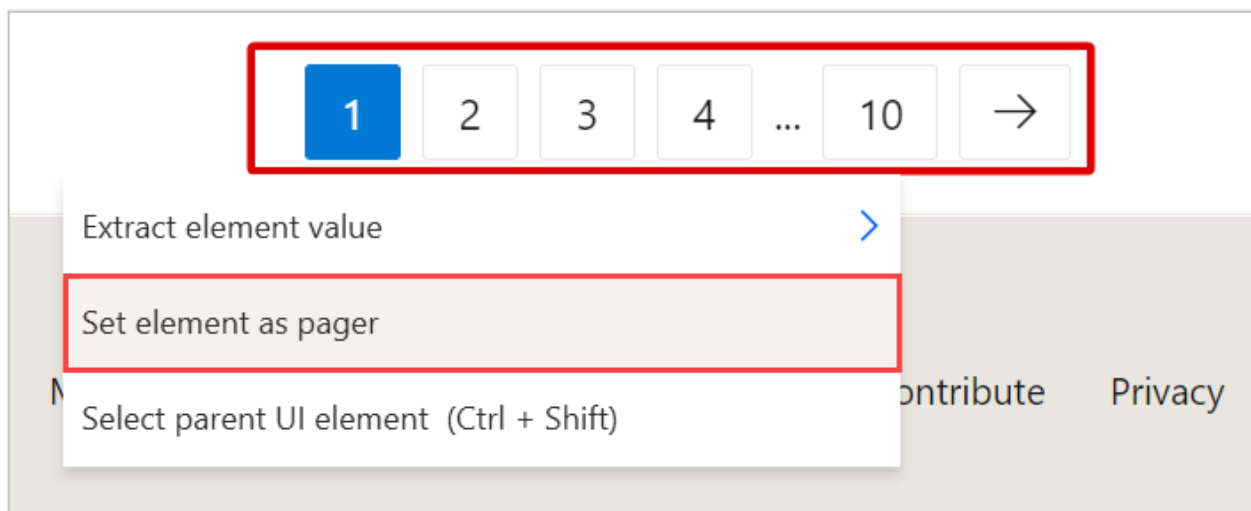 1 2 3 4 ... 10 →
Extract element value
Set element as pager
Select parent UI element (Ctrl + Shift)
Privacy